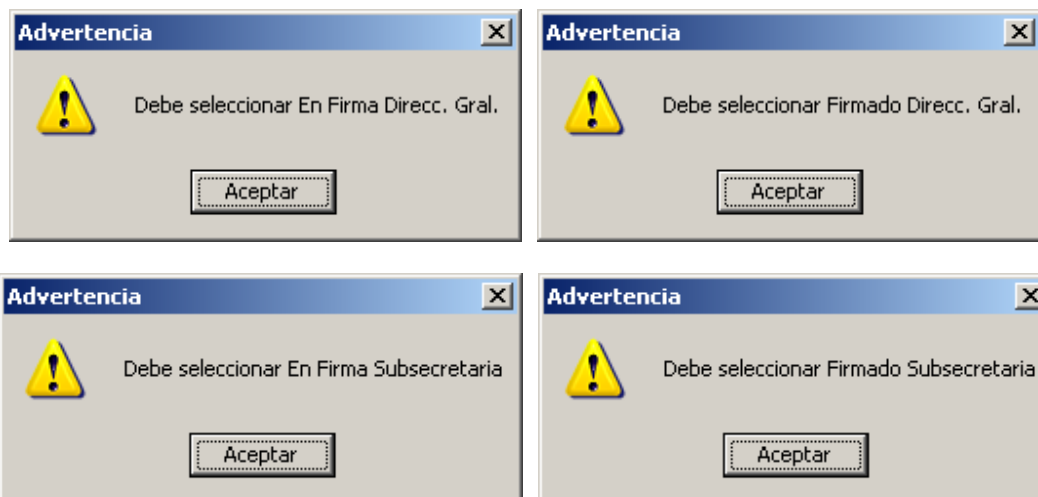 Advertencia
Debe seleccionar En Firma Direcc. Gral.
Aceptar
Advertencia
Debe seleccionar Firmado Direcc. Gral.
Aceptar
Advertencia
Debe seleccionar En Firma Subsecretaria
Aceptar
Advertencia
Debe seleccionar Firmado Subsecretaria
Aceptar